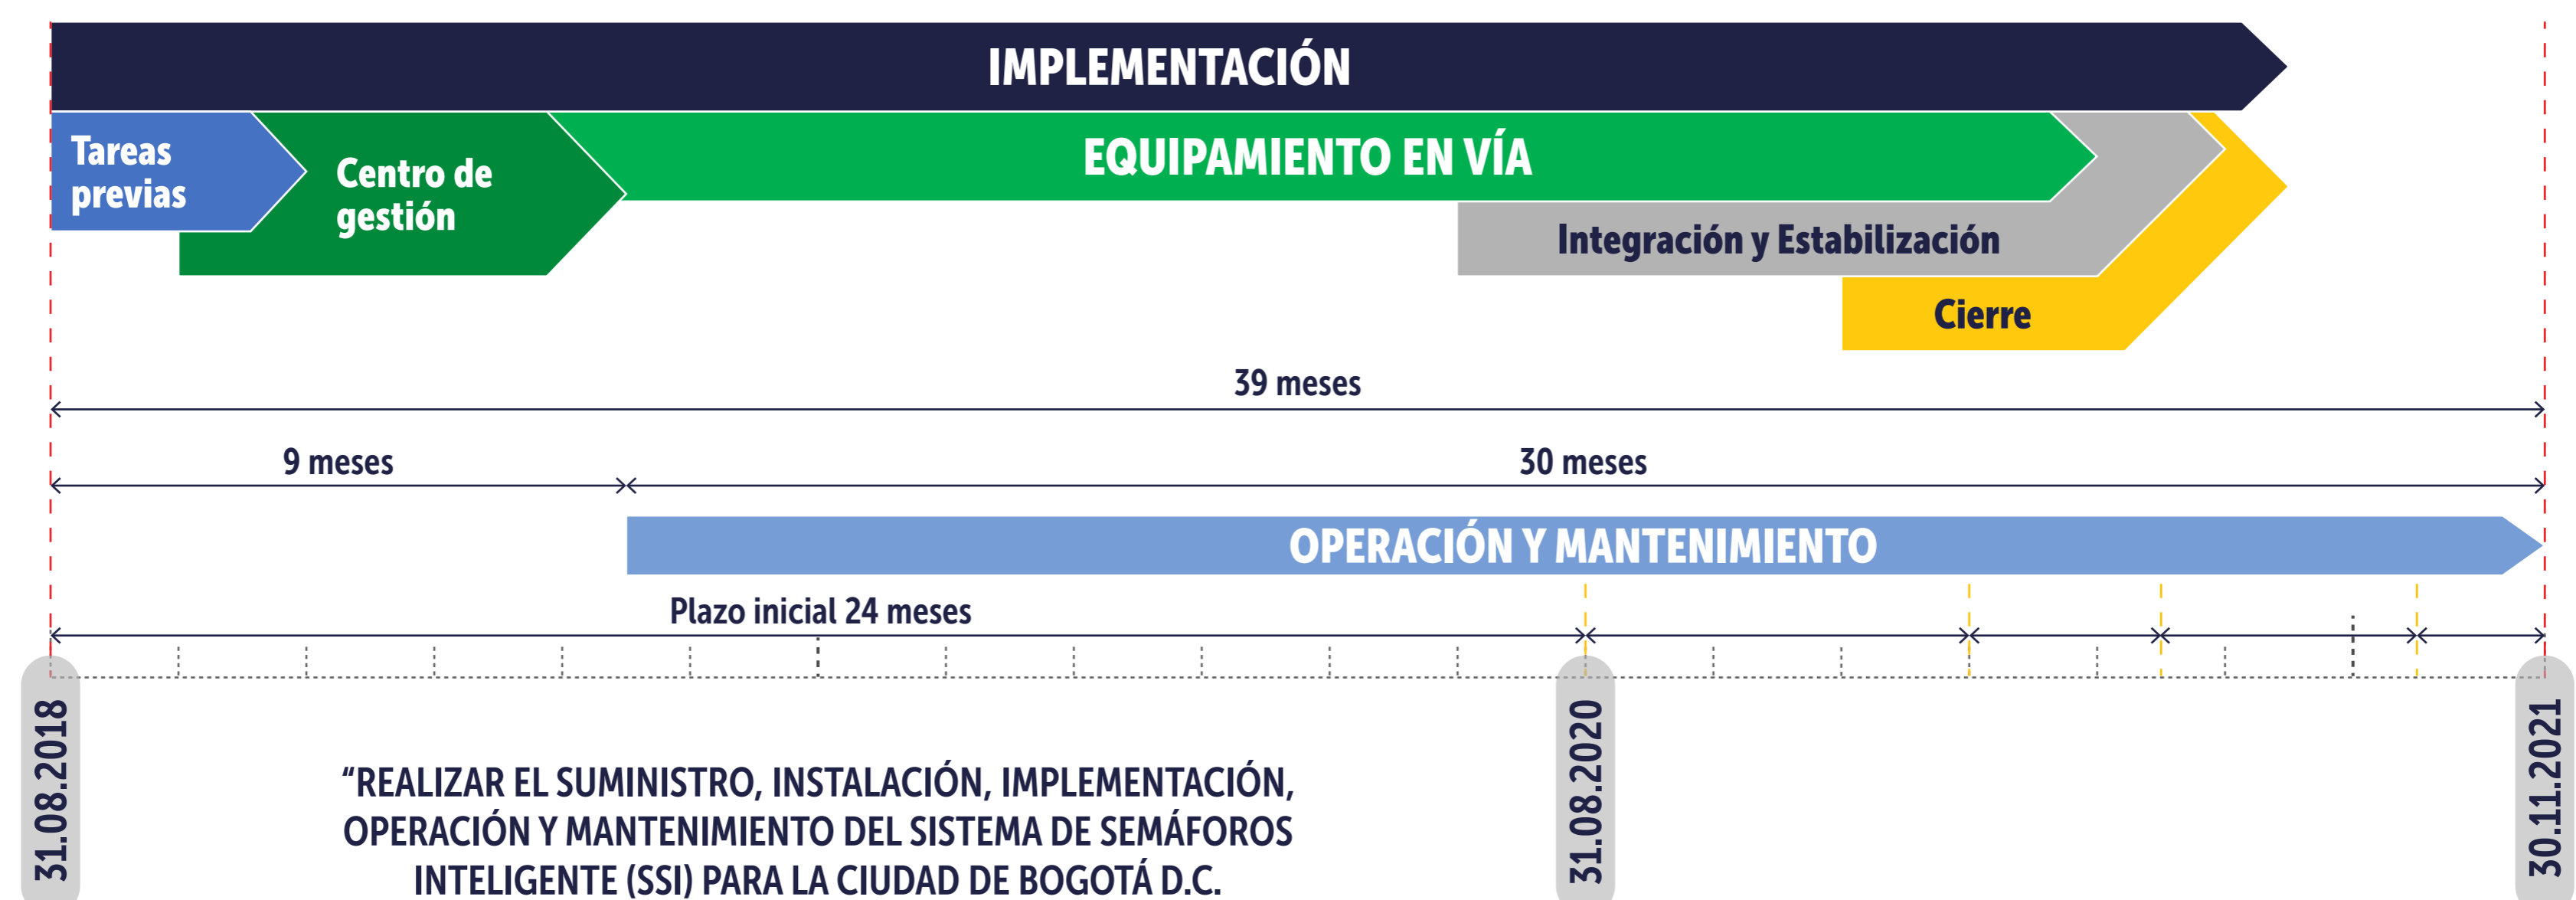 IMPLEMENTACIÓN
Tareas
previas
Centro de
gestión
EQUIPAMIENTO EN VÍA
Integración y Estabilización
Cierre
39 meses
9 meses
30 meses
OPERACIÓN Y MANTENIMIENTO
Plazo inicial 24 meses
31.08.2018
31.08.2020
30.11.2021
“REALIZAR EL SUMINISTRO, INSTALACIÓN, IMPLEMENTACIÓN,
OPERACIÓN Y MANTENIMIENTO DEL SISTEMA DE SEMÁFOROS
INTELIGENTE (SSI) PARA LA CIUDAD DE BOGOTÁ D.C.